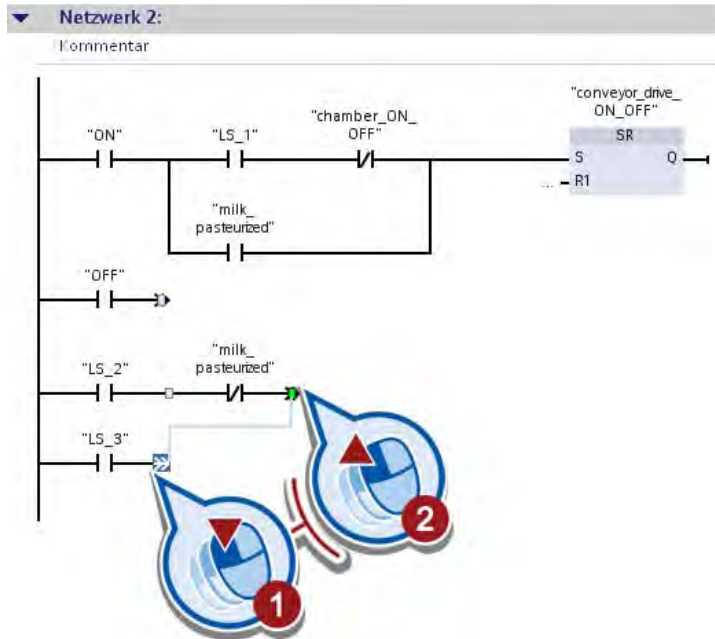 Netzwerk 2:
Kommentar
"conveyor_drive_
ON_OFF"
"chamber_ON_
OFF"
"ON"
"LS_1"
SR
S
Q
...
R1
"milk_
pasteurized"
"OFF"
"milk_
pasteurized"
"LS_2"
"LS_3"
2
1